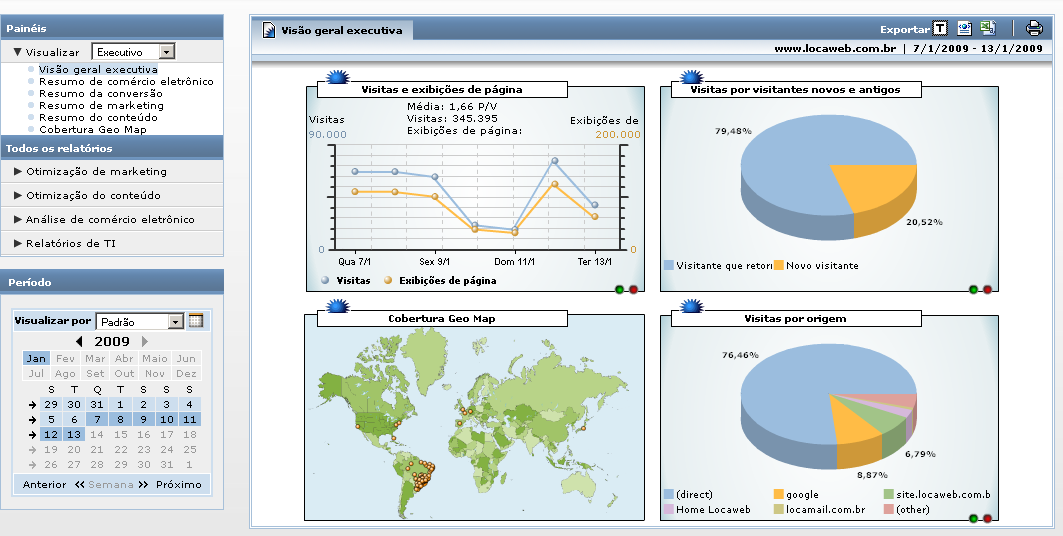 Painéis
Visualizar Executivo
Visão geral executiva
Resumo de comércio eletrônico
Resumo da conversão
Resumo de marketing
Resumo do conteúdo
Cobertura Geo Map
Todos os relatórios
Otimização de marketing
Otimização do conteúdo
Análise de comércio eletrônico
Relatórios de TI
Período
Visualizar por Padrão
2009
Jan Fev Mar Abr Maio Jun
Jul Ago Set Out Nov Dez
S T Q T S S S
29 30 31 1 2 3 4
5 6 7 8 9 10 11
12 13 14 15 16 17 18
19 20 21 22 23 24 25
26 27 28 29 30 31 1
Anterior Semana Próximo
Visão geral executiva
Exportar T
www.locaweb.com.br | 7/1/2009 - 13/1/2009
Visitas e exibições de página
Média: 1,66 P/V
Visitas: 345.395
Exibições de página:
Visitas
90.000
Exibições de
200.000
0
0
Qua 7/1 Sex 9/1 Dom 11/1 Ter 13/1
Visitas Exibições de página
Visitas por visitantes novos e antigos
79,48%
20,52%
Visitante que retori Novo visitante
Cobertura Geo Map
Visitas por origem
76,46%
6,79%
8,87%
(direct) google site.locaweb.com.b
Home Locaweb locamail.com.br (other)